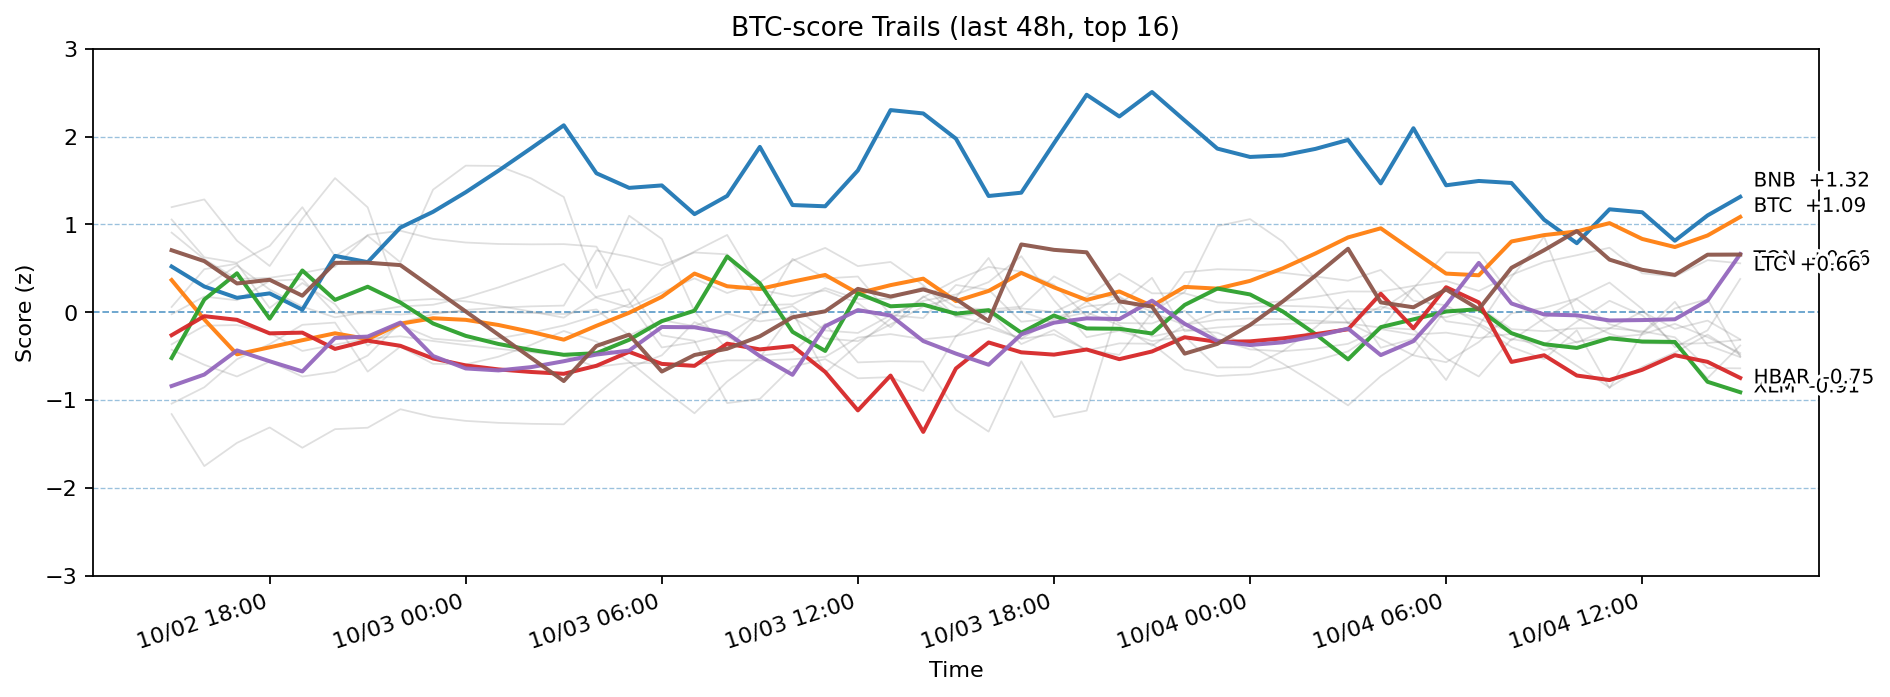 BTC-score Trails (last 48h, top 16)
Score (z)
3
2
1
0
−1
−2
−3
BNB +1.32
BTC +1.09
LTC +0.66
HBAR -0.75
XLM -0.91
10/02 18:00
10/03 00:00
10/03 06:00
10/03 12:00
10/03 18:00
10/04 00:00
10/04 06:00
10/04 12:00
Time